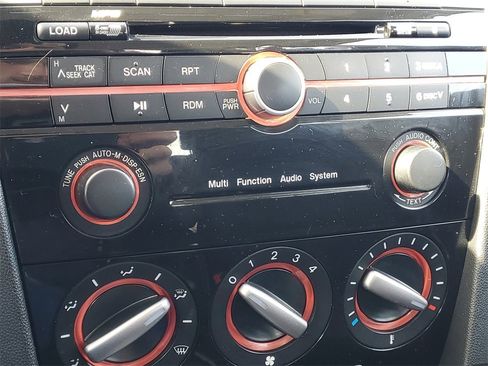 LOAD
H
∧ TRACK SEEK CAT
SCAN
RPT
1
2
∨
M
RDM
PUSH PWR
VOL
4
5
6 DISC∨
TUNE PUSH AUTO-M·DISP ESN
PUSH AUDIO CONT
TEXT
Multi Function Audio System
0 1 2 3 4